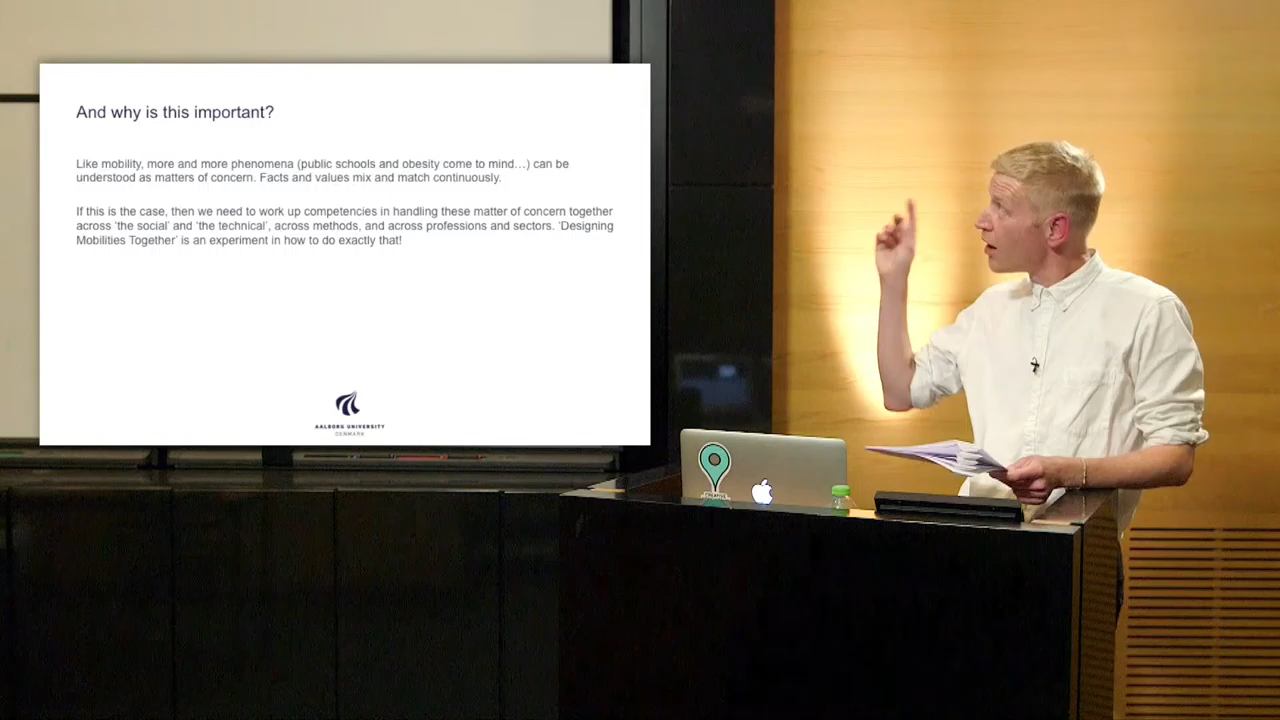 And why is this important?
Like mobility, more and more phenomena (public schools and obesity come to mind…) can be
understood as matters of concern. Facts and values mix and match continuously.
If this is the case, then we need to work up competencies in handling these matter of concern together
across 'the social' and 'the technical', across methods, and across professions and sectors. 'Designing
Mobilities Together' is an experiment in how to do exactly that!
AALBORG UNIVERSITY
DENMARK
CREATIVE